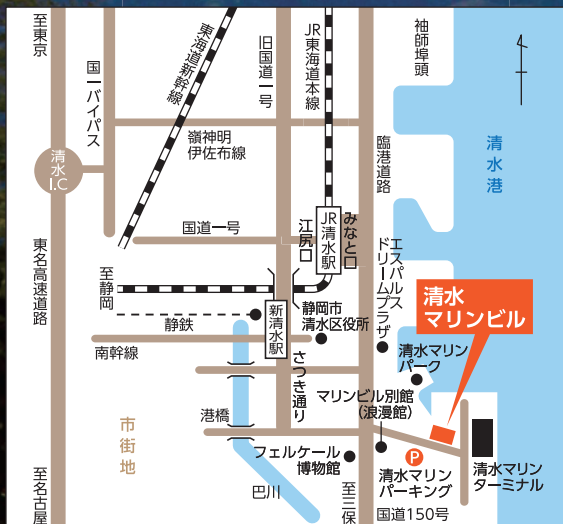 至東京
国一バイパス
東海道新幹線
旧国道一号
JR東海道本線
袖師埠頭
嶺神明
伊佐布線
臨港道路
清水港
清水
I.C
国道一号
江尻口
JR清水駅
みなと口
東名高速道路
至静岡
エスパルス
ドリームプラザ
清水
マリンビル
静鉄
新清水駅
静岡市
清水区役所
南幹線
清水マリン
パーク
さつき通り
マリンビル別館
(浪漫館)
市街地
港橋
フェルケール
博物館
P
清水マリン
パーキング
清水マリン
ターミナル
巴川
至名古屋
至三保
国道150号